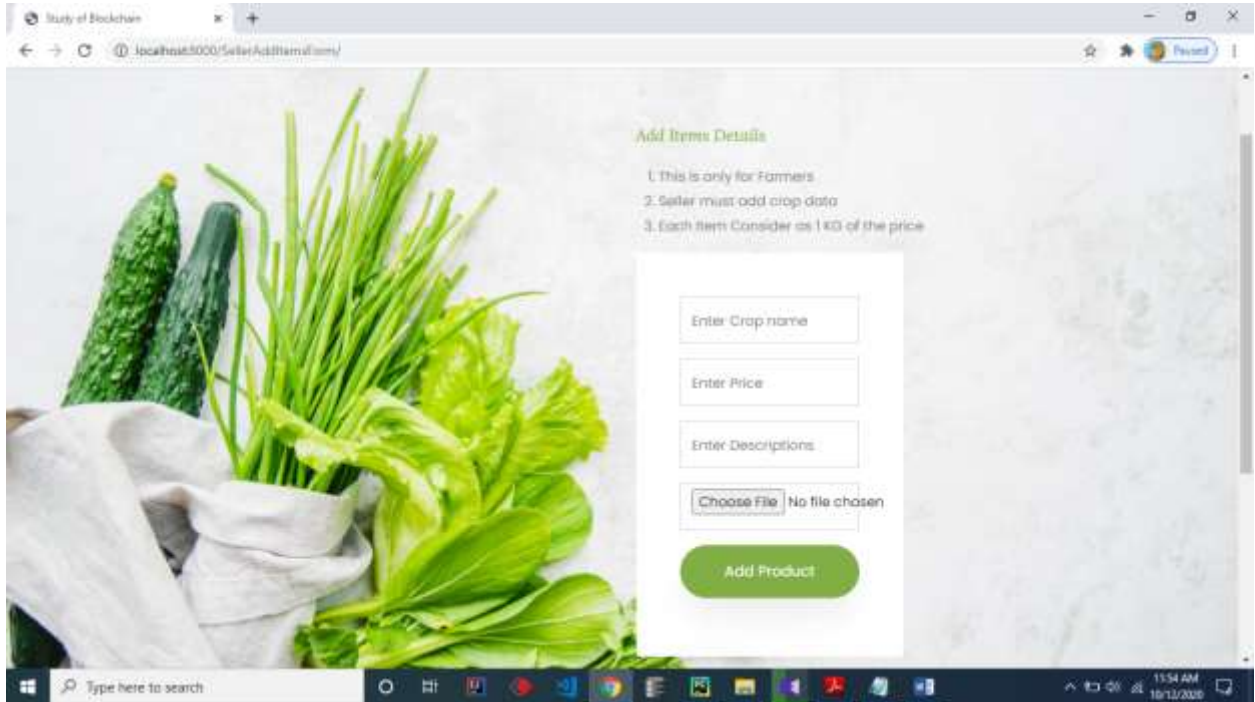 Study of Blockchain
localhost:8000/SellerAddItemsForm/
Paused
Add Items Details
1. This is only for Farmers
2. Seller must add crop data
3. Each Item Consider as 1 KG of the price
Enter Crop name
Enter Price
Enter Descriptions
Choose File No file chosen
Add Product
Type here to search
11:54 AM
10/12/2020